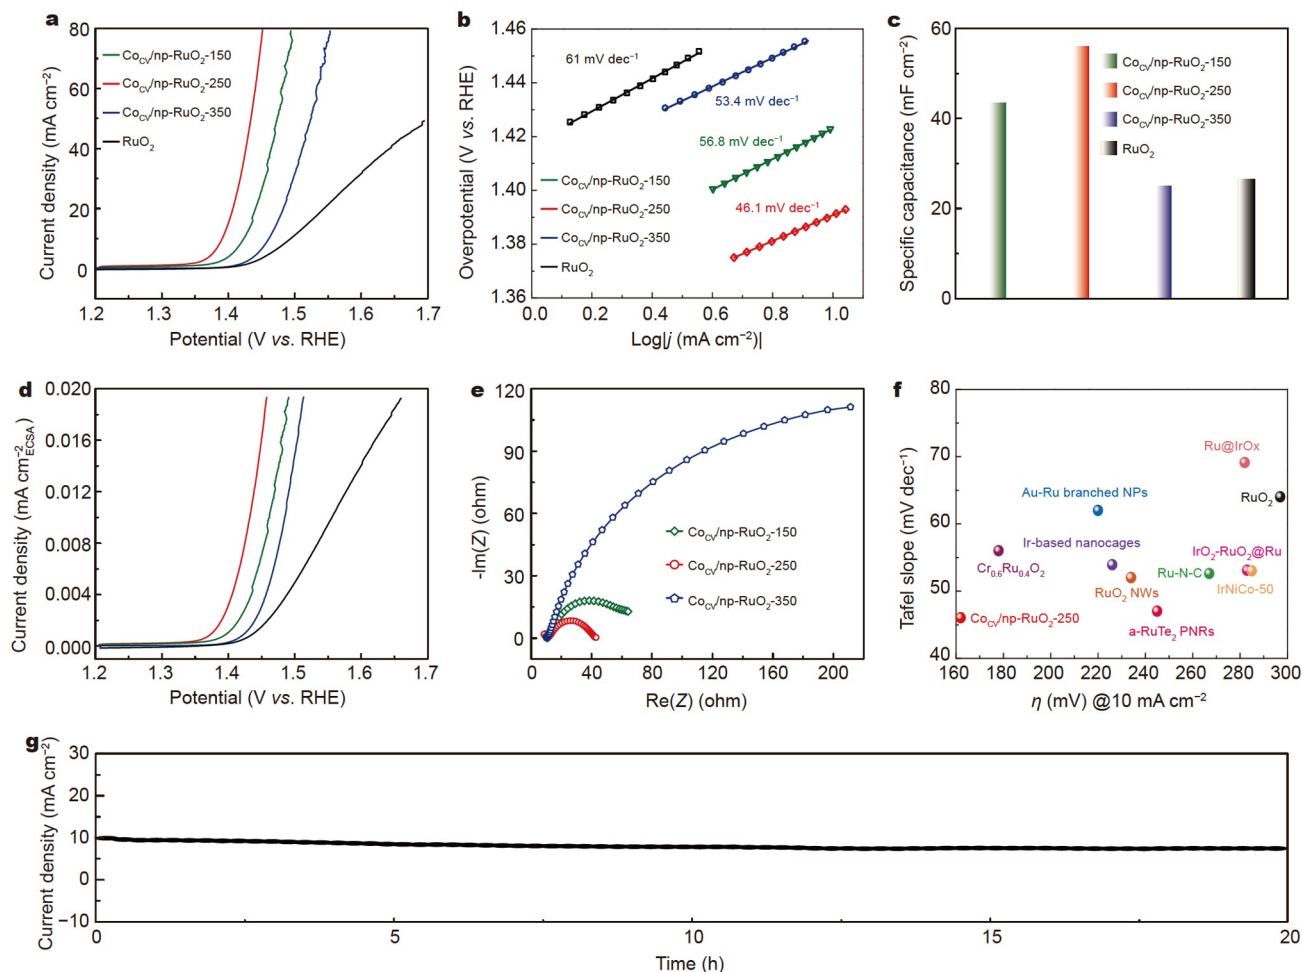 a
Current density (mA cm⁻²)
80
60
40
20
0
Co_CV/np-RuO₂-150
Co_CV/np-RuO₂-250
Co_CV/np-RuO₂-350
RuO₂
1.2 1.3 1.4 1.5 1.6 1.7
Potential (V vs. RHE)
b
Overpotential (V vs. RHE)
1.46
1.44
1.42
1.40
1.38
1.36
61 mV dec⁻¹
53.4 mV dec⁻¹
56.8 mV dec⁻¹
46.1 mV dec⁻¹
Co_CV/np-RuO₂-150
Co_CV/np-RuO₂-250
Co_CV/np-RuO₂-350
RuO₂
0.0 0.2 0.4 0.6 0.8 1.0
Log|j (mA cm⁻²)|
c
Specific capacitance (mF cm⁻²)
60
40
20
0
Co_CV/np-RuO₂-150
Co_CV/np-RuO₂-250
Co_CV/np-RuO₂-350
RuO₂
d
Current density (mA cm⁻²_ECSA)
0.020
0.016
0.012
0.008
0.004
0.000
1.2 1.3 1.4 1.5 1.6 1.7
Potential (V vs. RHE)
e
-Im(Z) (ohm)
120
90
60
30
0
Co_CV/np-RuO₂-150
Co_CV/np-RuO₂-250
Co_CV/np-RuO₂-350
0 40 80 120 160 200
Re(Z) (ohm)
f
Tafel slope (mV dec⁻¹)
80
70
60
50
40
Ru@IrOx
RuO₂
Au-Ru branched NPs
Ir-based nanocages
IrO₂-RuO₂@Ru
Cr₀.₆Ru₀.₄O₂
Ru-N-C
RuO₂ NWs
IrNiCo-50
Co_CV/np-RuO₂-250
a-RuTe₂ PNRs
160 180 200 220 240 260 280 300
η (mV) @10 mA cm⁻²
g
Current density (mA cm⁻²)
30
20
10
0
−10
0 5 10 15 20
Time (h)